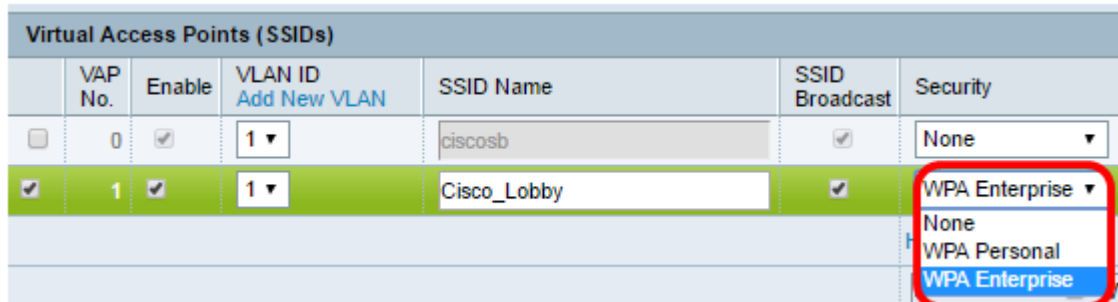 Virtual Access Points (SSIDs)
VAP No. Enable VLAN ID Add New VLAN SSID Name SSID Broadcast Security
0 1 ciscosb None
1 1 Cisco_Lobby WPA Enterprise
None
WPA Personal
WPA Enterprise